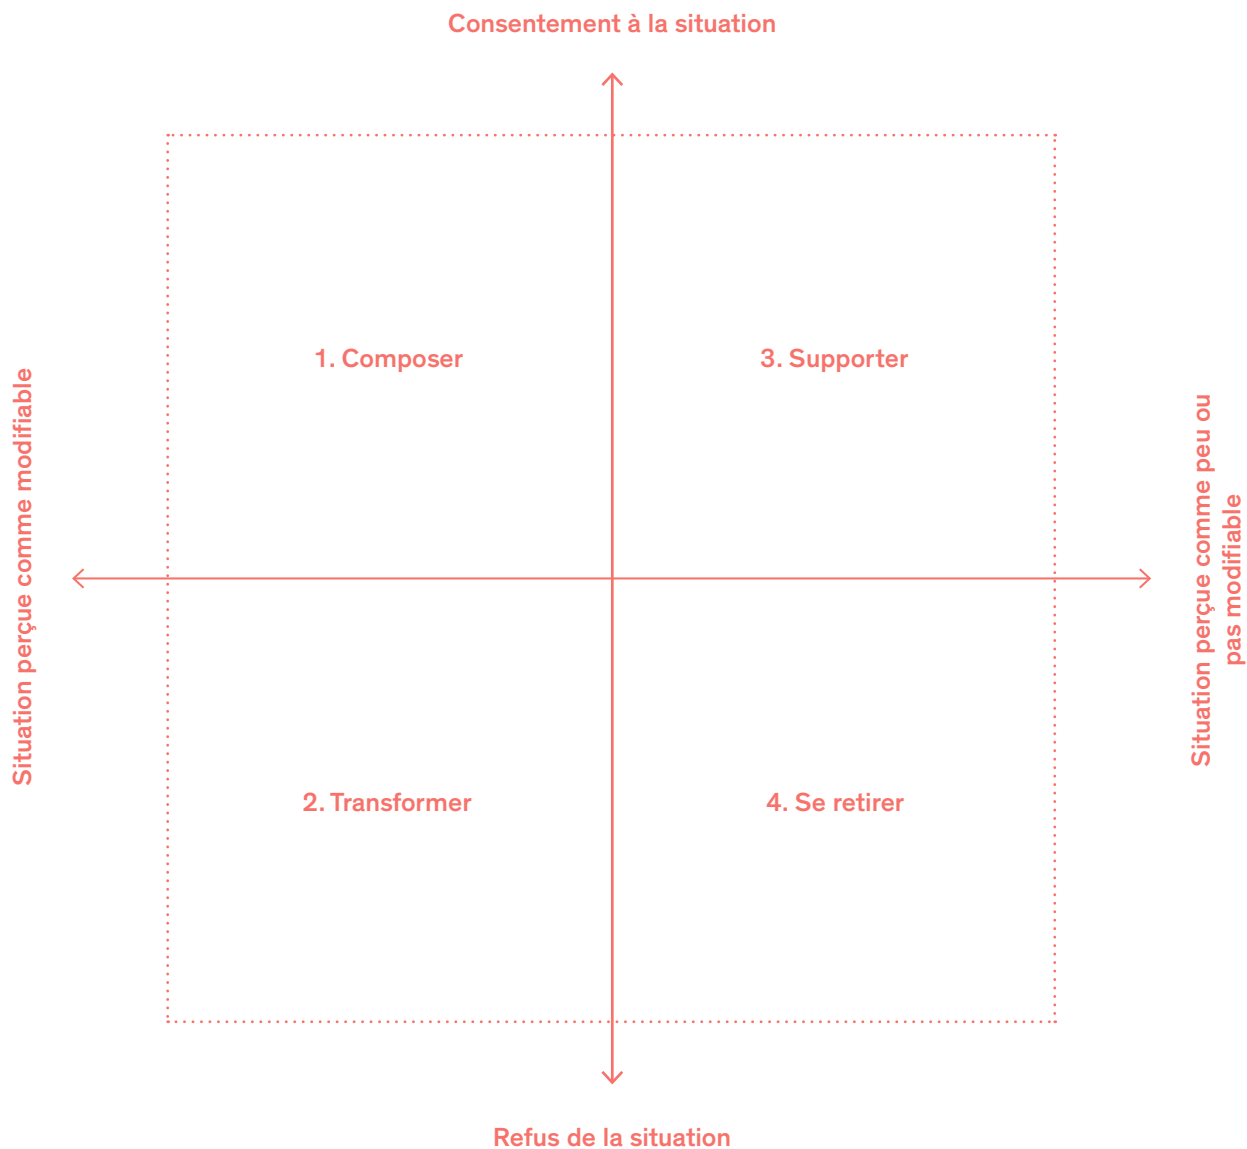 Consentement à la situation
1. Composer
3. Supporter
Situation perçue comme modifiable
Situation perçue comme peu ou
pas modifiable
2. Transformer
4. Se retirer
Refus de la situation